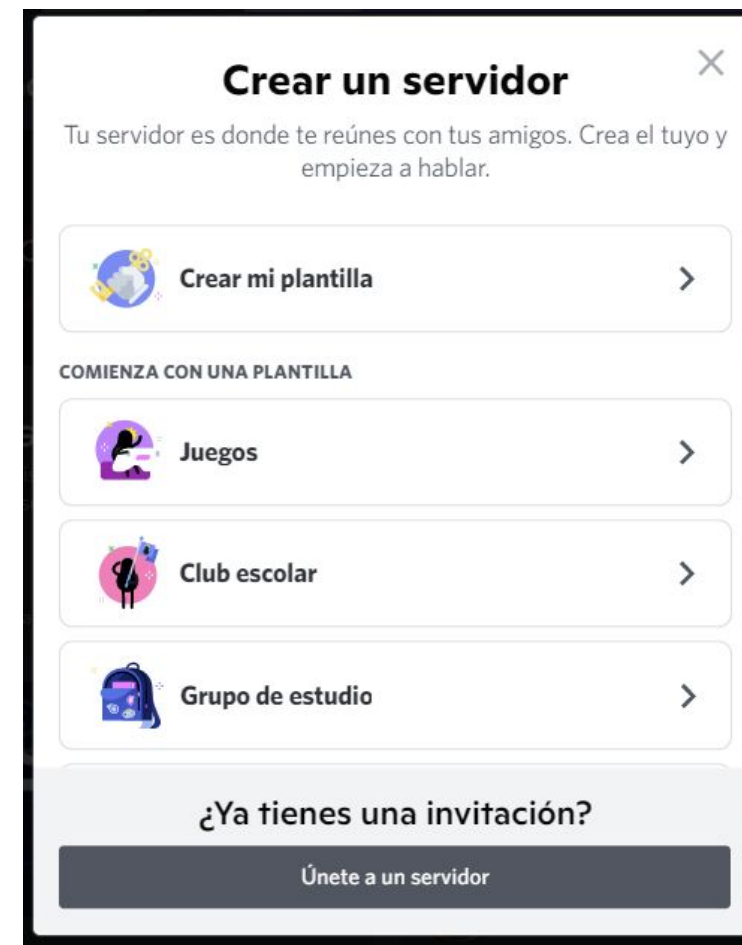 Crear un servidor
Tu servidor es donde te reúnes con tus amigos. Crea el tuyo y
empieza a hablar.
Crear mi plantilla
COMIENZA CON UNA PLANTILLA
Juegos
Club escolar
Grupo de estudio
¿Ya tienes una invitación?
Únete a un servidor